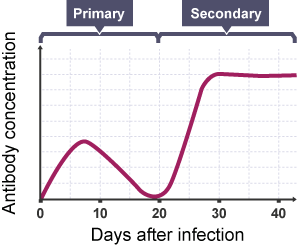 Primary
Secondary
Antibody concentration
0
10
20
30
40
Days after infection